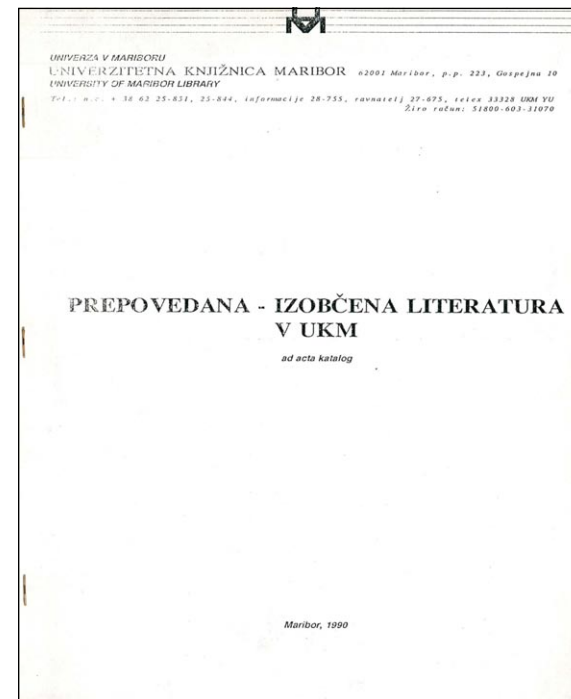 UNIVERZA V MARIBORU
UNIVERZITETNA KNJIŽNICA MARIBOR 62001 Maribor, p.p. 223, Gospejna 10
UNIVERSITY OF MARIBOR LIBRARY
Tel.: n.c. + 38 62 25-851, 25-844, informacije 28-755, ravnatelj 27-675, telex 33328 UKM YU
Žiro račun: 51800-603-31070
PREPOVEDANA - IZOBČENA LITERATURA
V UKM
ad acta katalog
Maribor, 1990